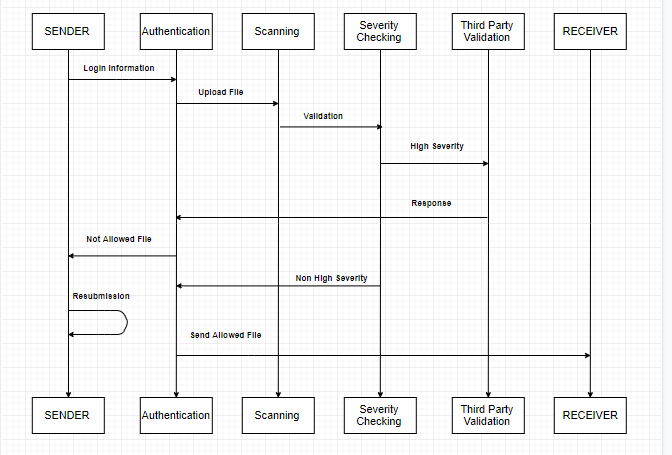 SENDER
Authentication
Scanning
Severity
Checking
Third Party
Validation
RECEIVER
Login Information
Upload File
Validation
High Severity
Response
Not Allowed File
Non High Severity
Resubmission
Send Allowed File
SENDER
Authentication
Scanning
Severity
Checking
Third Party
Validation
RECEIVER